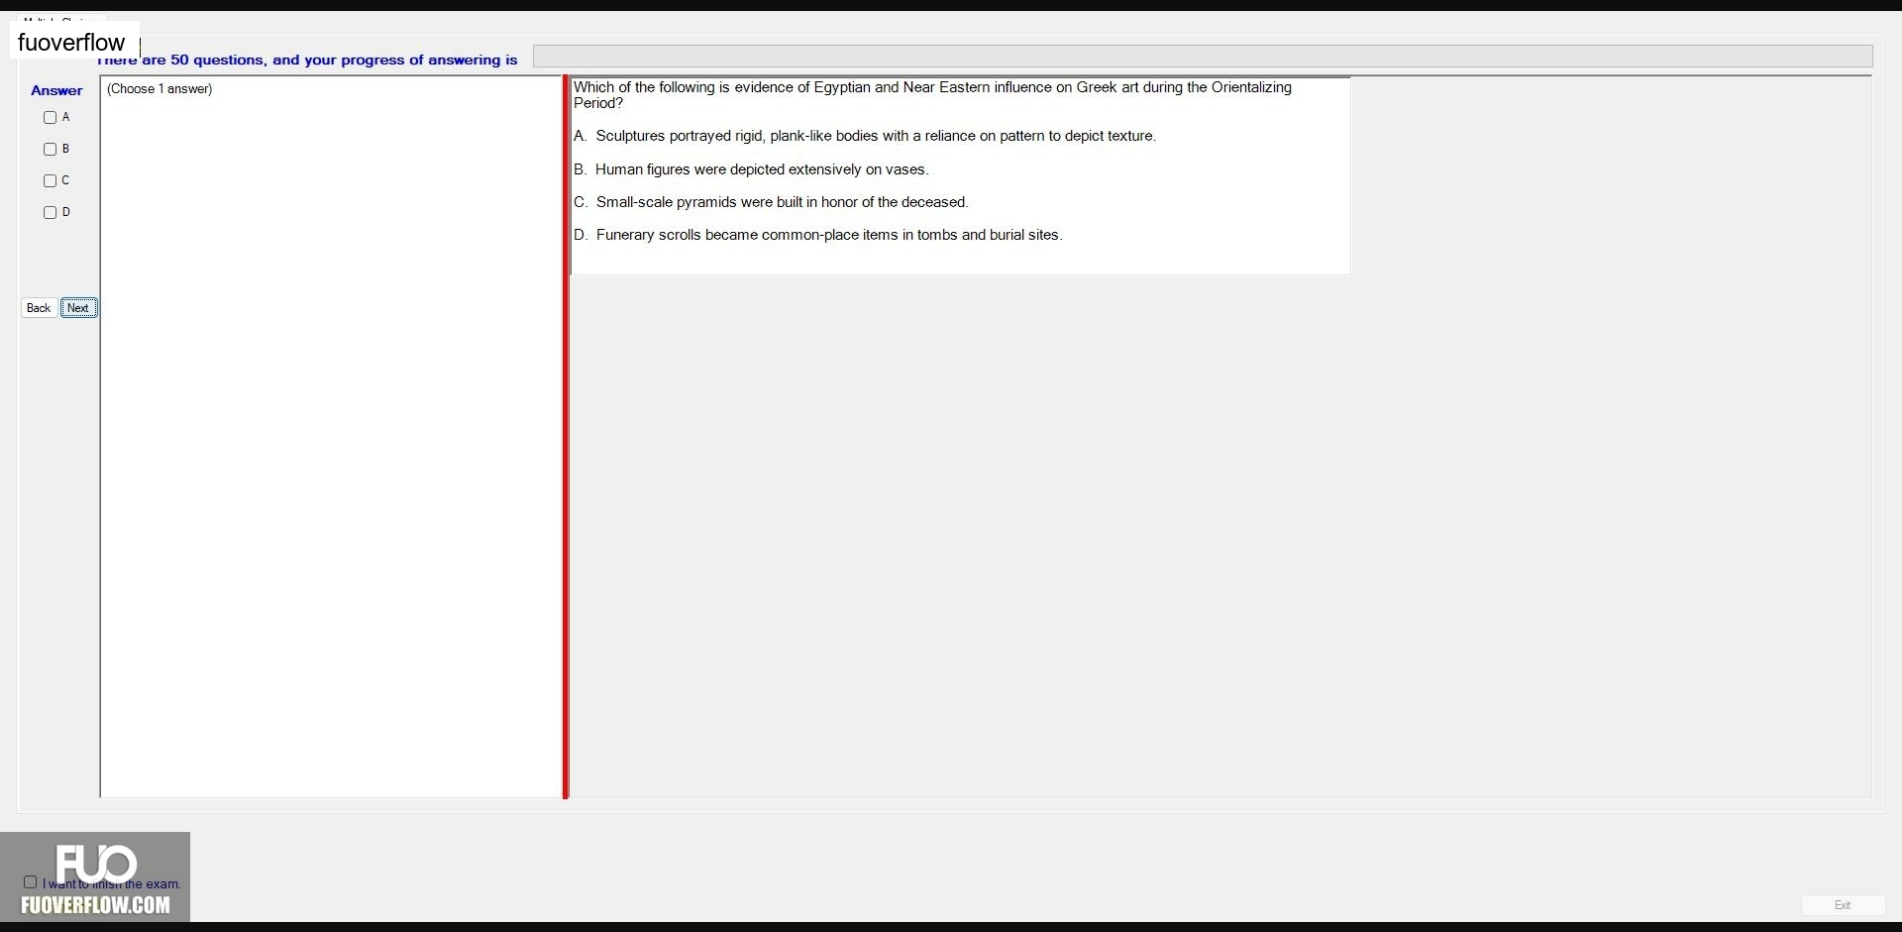 fuoverflow
There are 50 questions, and your progress of answering is
Answer
(Choose 1 answer)
A
B
C
D
Back Next
Which of the following is evidence of Egyptian and Near Eastern influence on Greek art during the Orientalizing
Period?
A. Sculptures portrayed rigid, plank-like bodies with a reliance on pattern to depict texture.
B. Human figures were depicted extensively on vases.
C. Small-scale pyramids were built in honor of the deceased.
D. Funerary scrolls became common-place items in tombs and burial sites.
FUO
I want to finish the exam.
FUOVERFLOW.COM
Exit